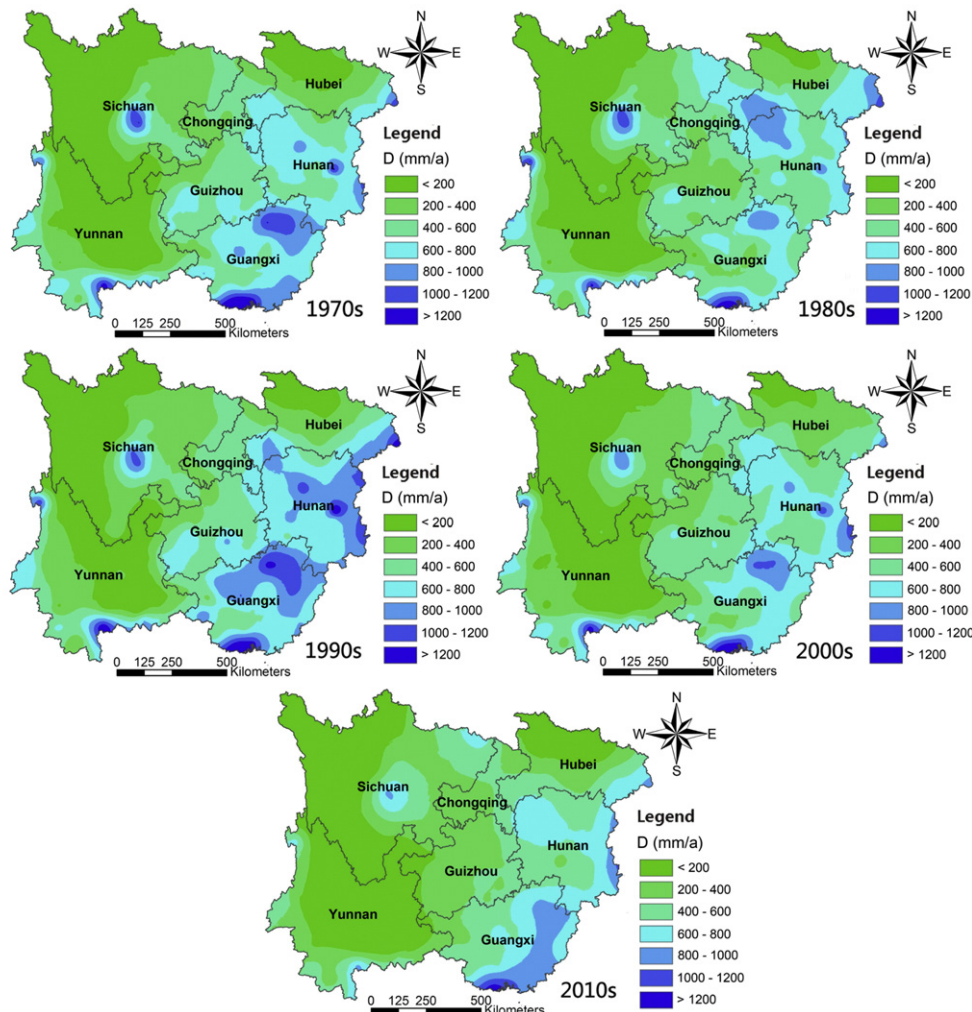 N
W E
S
Hubei
Sichuan
Chongqing
Legend
D (mm/a)
Hunan
< 200
200 - 400
Guizhou
400 - 600
600 - 800
Yunnan
800 - 1000
Guangxi
1000 - 1200
> 1200
1970s
0 125 250 500
Kilometers
N
W E
S
Hubei
Sichuan
Chongqing
Legend
D (mm/a)
Hunan
< 200
200 - 400
Guizhou
400 - 600
600 - 800
Yunnan
800 - 1000
Guangxi
1000 - 1200
> 1200
1980s
0 125 250 500
Kilometers
N
W E
S
Hubei
Sichuan
Chongqing
Legend
D (mm/a)
Hunan
< 200
200 - 400
Guizhou
400 - 600
600 - 800
Yunnan
800 - 1000
Guangxi
1000 - 1200
> 1200
1990s
0 125 250 500
Kilometers
N
W E
S
Hubei
Sichuan
Chongqing
Legend
D (mm/a)
Hunan
< 200
200 - 400
Guizhou
400 - 600
600 - 800
Yunnan
800 - 1000
Guangxi
1000 - 1200
> 1200
2000s
0 125 250 500
Kilometers
N
W E
S
Hubei
Sichuan
Chongqing
Legend
D (mm/a)
Hunan
< 200
200 - 400
Guizhou
400 - 600
600 - 800
Yunnan
800 - 1000
Guangxi
1000 - 1200
> 1200
2010s
0 125 250 500
Kilometers